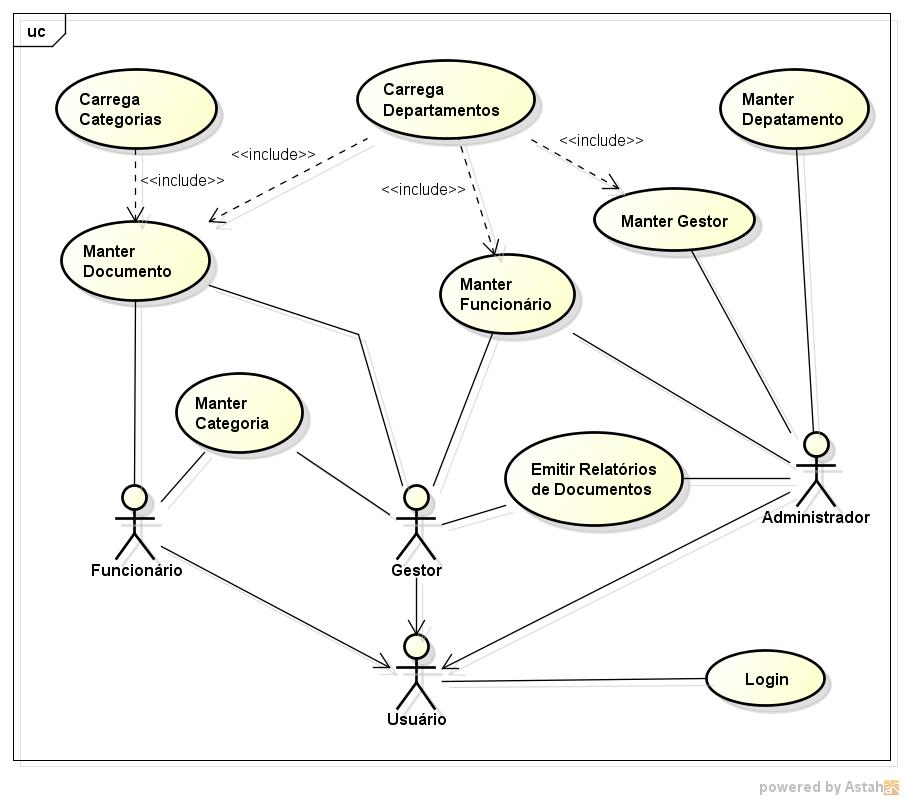 uc
Carrega
Categorias
Carrega
Departamentos
Manter
Depatamento
<<include>>
<<include>>
<<include>>
<<include>>
Manter Gestor
Manter
Documento
Manter
Funcionário
Manter
Categoria
Emitir Relatórios
de Documentos
Administrador
Funcionário
Gestor
Login
Usuário
powered by Astah